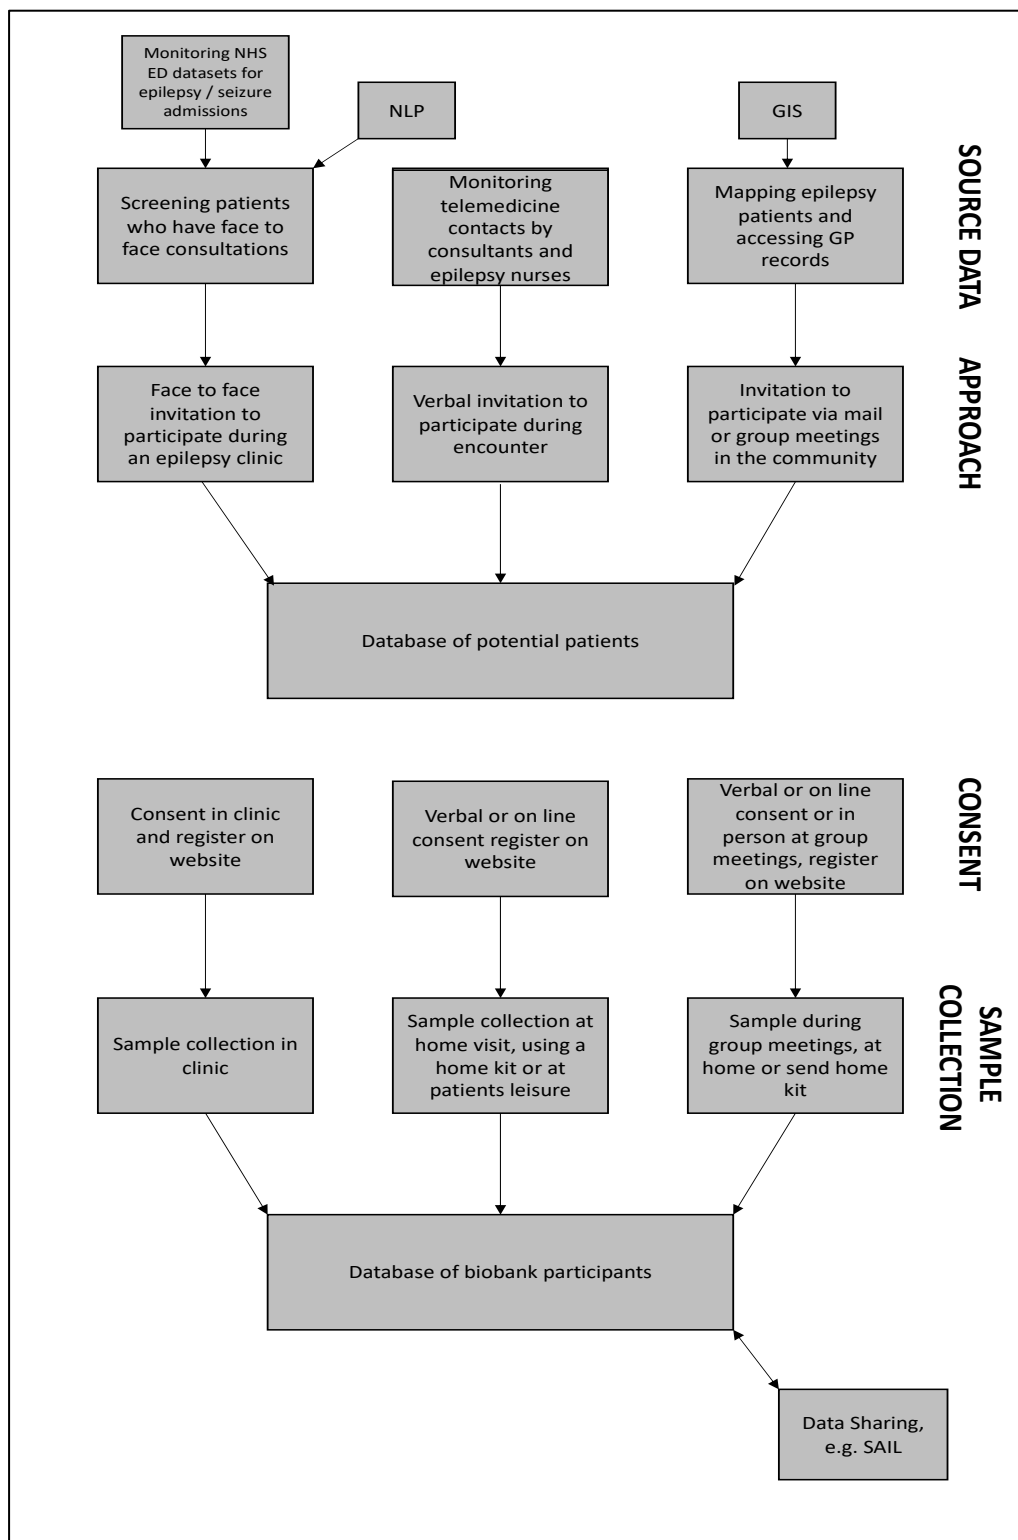 Monitoring NHS
ED datasets for
epilepsy / seizure
admissions
NLP
GIS
SOURCE DATA
Screening patients
who have face to
face consultations
Monitoring
telemedicine
contacts by
consultants and
epilepsy nurses
Mapping epilepsy
patients and
accessing GP
records
APPROACH
Face to face
invitation to
participate during
an epilepsy clinic
Verbal invitation to
participate during
encounter
Invitation to
participate via mail
or group meetings
in the community
Database of potential patients
CONSENT
Consent in clinic
and register on
website
Verbal or on line
consent register on
website
Verbal or on line
consent or in
person at group
meetings, register
on website
SAMPLE
COLLECTION
Sample collection in
clinic
Sample collection at
home visit, using a
home kit or at
patients leisure
Sample during
group meetings, at
home or send home
kit
Database of biobank participants
Data Sharing,
e.g. SAIL